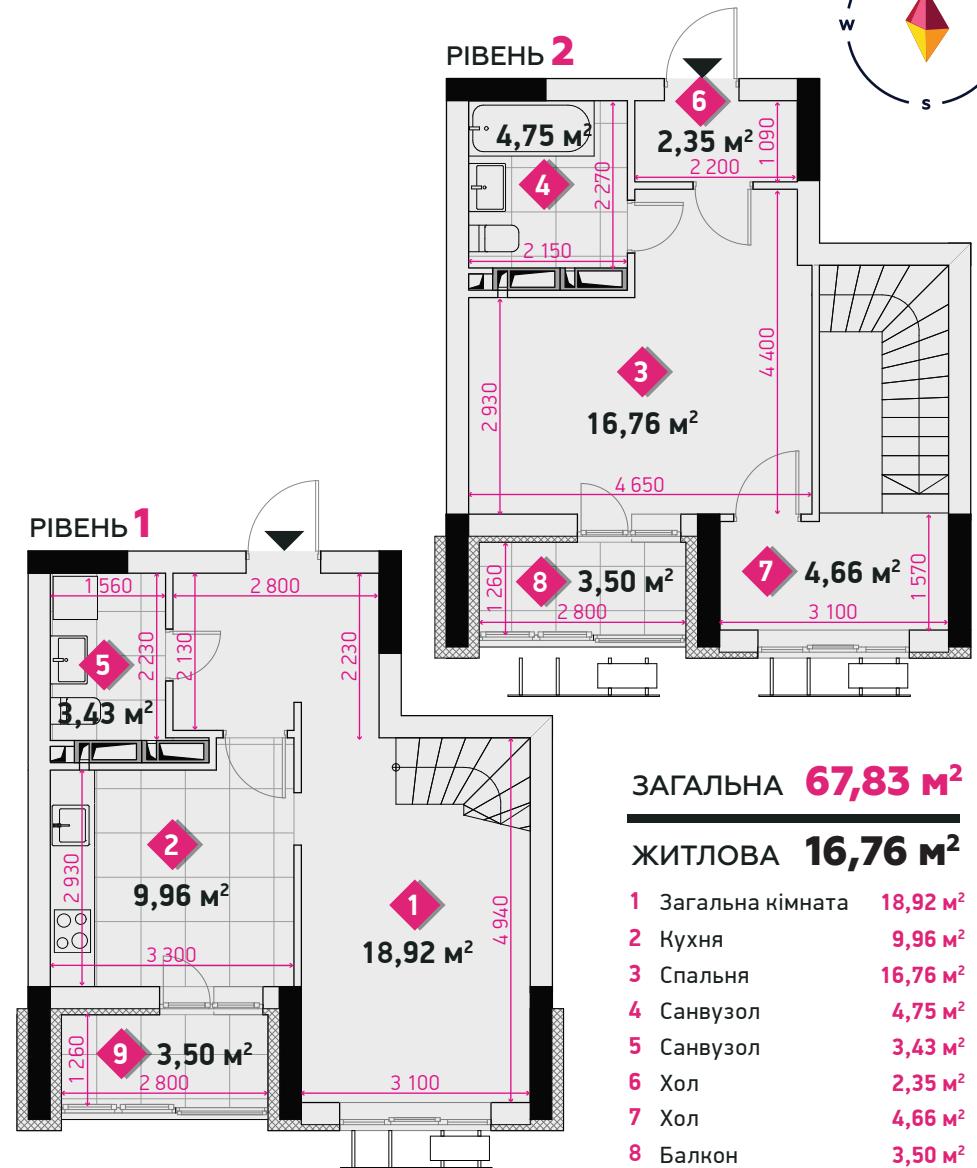 W
S
РІВЕНЬ 2
6
4,75 м²
2,35 м²
1 090
2 200
4
2 270
2 150
3
4 400
2 930
16,76 м²
4 650
РІВЕНЬ 1
8
3,50 м²
7
4,66 м²
1 260
2 800
3 100
1 570
1 560
2 800
5
2 230
2 130
2 230
3,43 м²
2
2 930
9,96 м²
1
4 940
18,92 м²
3 300
9
3,50 м²
1 260
2 800
3 100
ЗАГАЛЬНА 67,83 м²
ЖИТЛОВА 16,76 м²
1 Загальна кімната 18,92 м²
2 Кухня 9,96 м²
3 Спальня 16,76 м²
4 Санвузол 4,75 м²
5 Санвузол 3,43 м²
6 Хол 2,35 м²
7 Хол 4,66 м²
8 Балкон 3,50 м²